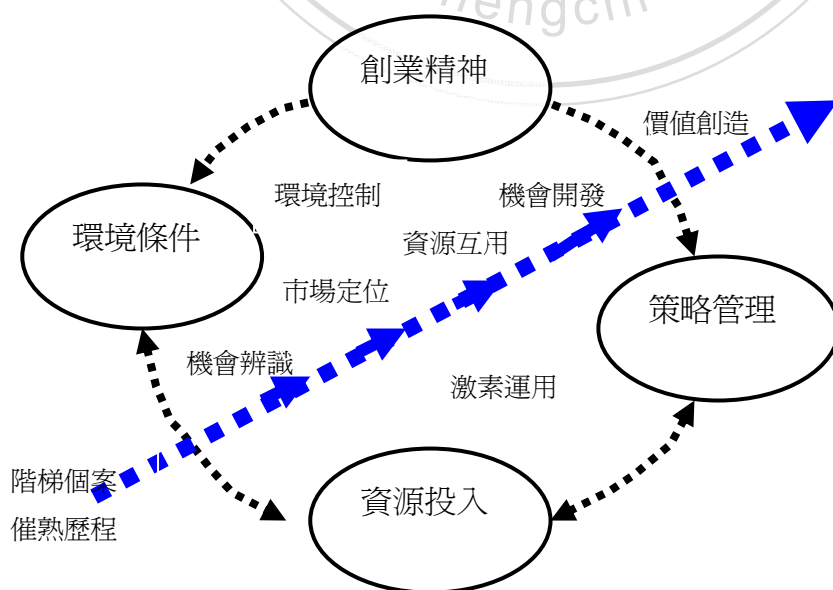 hengchi
創業精神
價值創造
環境控制
機會開發
環境條件
資源互用
市場定位
策略管理
機會辨識
激素運用
階梯個案
資源投入
催熟歷程